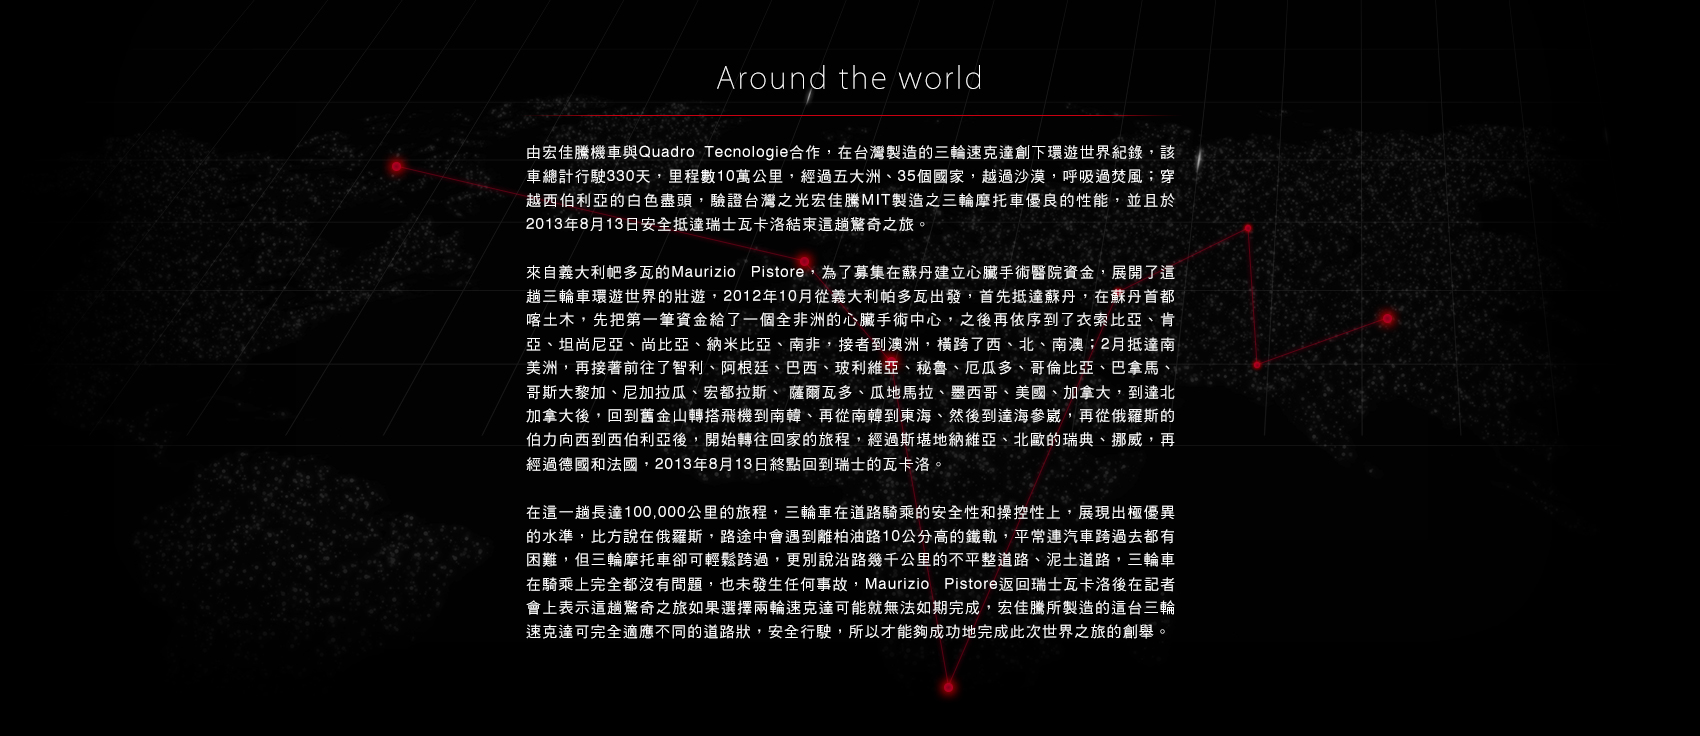 Around the world
由宏佳騰機車與Quadro Tecnologie合作，在台灣製造的三輪速克達創下環遊世界紀錄，該
車總計行駛330天，里程數10萬公里，經過五大洲、35個國家，越過沙漠，呼吸過焚風；穿
越西伯利亞的白色盡頭，驗證台灣之光宏佳騰MIT製造之三輪摩托車優良的性能，並且於
2013年8月13日安全抵達瑞士瓦卡洛結束這趟驚奇之旅。
來自義大利帊多瓦的Maurizio Pistore，為了募集在蘇丹建立心臟手術醫院資金，展開了這
趟三輪車環遊世界的壯遊，2012年10月從義大利帕多瓦出發，首先抵達蘇丹，在蘇丹首都
喀土木，先把第一筆資金給了一個全非洲的心臟手術中心，之後再依序到了衣索比亞、肯
亞、坦尚尼亞、尚比亞、納米比亞、南非，接者到澳洲，橫跨了西、北、南澳；2月抵達南
美洲，再接著前往了智利、阿根廷、巴西、玻利維亞、秘魯、厄瓜多、哥倫比亞、巴拿馬、
哥斯大黎加、尼加拉瓜、宏都拉斯、 薩爾瓦多、瓜地馬拉、墨西哥、美國、加拿大，到達北
加拿大後，回到舊金山轉搭飛機到南韓、再從南韓到東海、然後到達海參崴，再從俄羅斯的
伯力向西到西伯利亞後，開始轉往回家的旅程，經過斯堪地納維亞、北歐的瑞典、挪威，再
經過德國和法國，2013年8月13日終點回到瑞士的瓦卡洛。
在這一趟長達100,000公里的旅程，三輪車在道路騎乘的安全性和操控性上，展現出極優異
的水準，比方說在俄羅斯，路途中會遇到離柏油路10公分高的鐵軌，平常連汽車跨過去都有
困難，但三輪摩托車卻可輕鬆跨過，更別說沿路幾千公里的不平整道路、泥土道路，三輪車
在騎乘上完全都沒有問題，也未發生任何事故，Maurizio Pistore返回瑞士瓦卡洛後在記者
會上表示這趟驚奇之旅如果選擇兩輪速克達可能就無法如期完成，宏佳騰所製造的這台三輪
速克達可完全適應不同的道路狀，安全行駛，所以才能夠成功地完成此次世界之旅的創舉。